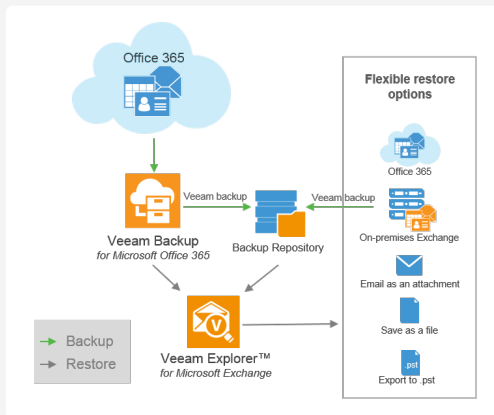 Office 365
Flexible restore
options
Office 365
Veeam backup
Veeam backup
Veeam Backup
for Microsoft Office 365
Backup Repository
On-premises Exchange
Email as an attachment
Save as a file
.pst
Export to .pst
Backup
Restore
V
Veeam Explorer™
for Microsoft Exchange